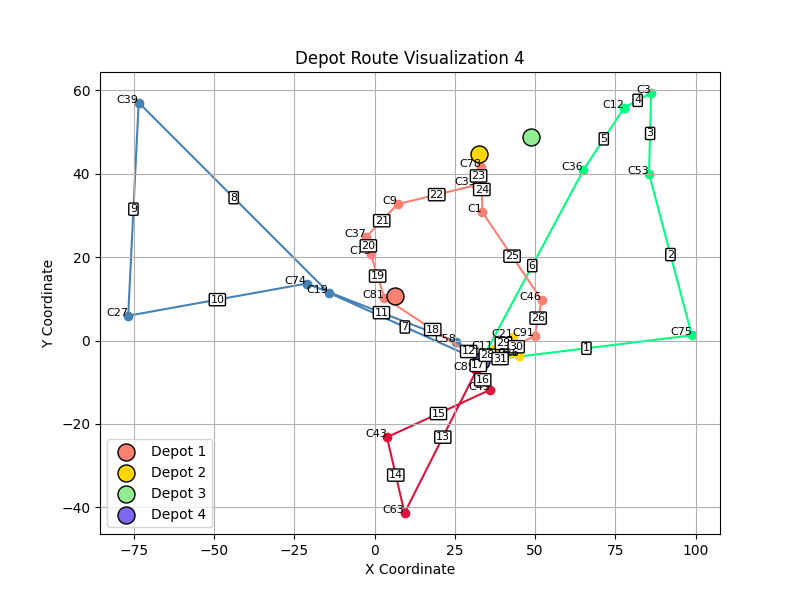 Depot Route Visualization 4
Y Coordinate
60
40
20
0
−20
−40
C39
C3
C12
4
5
3
C36
C53
C78
23
24
22
C9
C1
8
9
21
C37
20
25
2
6
19
C74
C19
C81
C46
C27
10
11
7
18
26
C58
C21
C91
C75
1
12
29
30
28
31
17
16
15
C43
13
14
C63
Depot 1
Depot 2
Depot 3
Depot 4
−75
−50
−25
0
25
50
75
100
X Coordinate